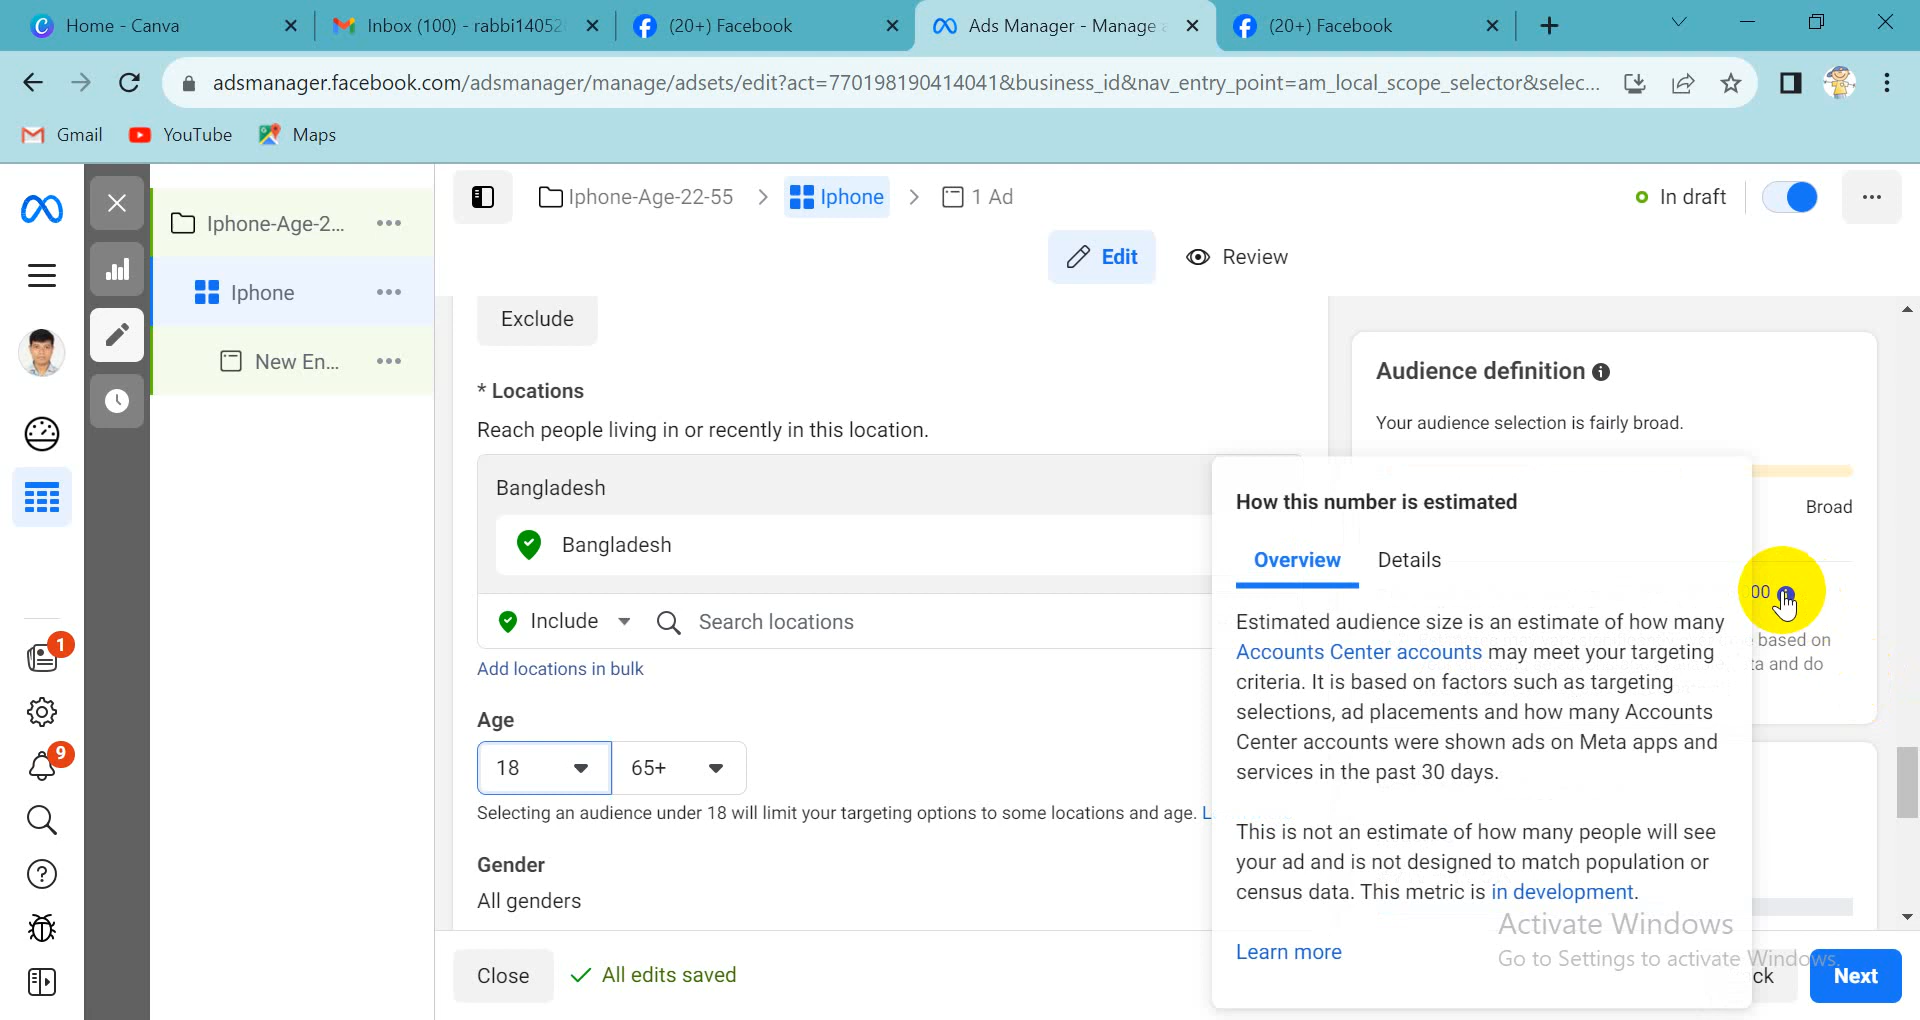 Home - Canva
Inbox (100) - rabbi14052
(20+) Facebook
Ads Manager - Manage a
(20+) Facebook
adsmanager.facebook.com/adsmanager/manage/adsets/edit?act=770198190414041&business_id&nav_entry_point=am_local_scope_selector&selec...
Gmail
YouTube
Maps
Iphone-Age-2...
Iphone
New En...
1
9
Iphone-Age-22-55
Iphone
1 Ad
In draft
Edit
Review
Exclude
* Locations
Reach people living in or recently in this location.
Bangladesh
Bangladesh
Include
Search locations
Add locations in bulk
Age
18
65+
Selecting an audience under 18 will limit your targeting options to some locations and age. L
Gender
All genders
Close
All edits saved
Audience definition
Your audience selection is fairly broad.
Broad
00
based on
ta and do
How this number is estimated
Overview
Details
Estimated audience size is an estimate of how many
Accounts Center accounts may meet your targeting
criteria. It is based on factors such as targeting
selections, ad placements and how many Accounts
Center accounts were shown ads on Meta apps and
services in the past 30 days.
This is not an estimate of how many people will see
your ad and is not designed to match population or
census data. This metric is in development.
Learn more
Activate Windows
Go to Settings to activate Windows.
ck
Next